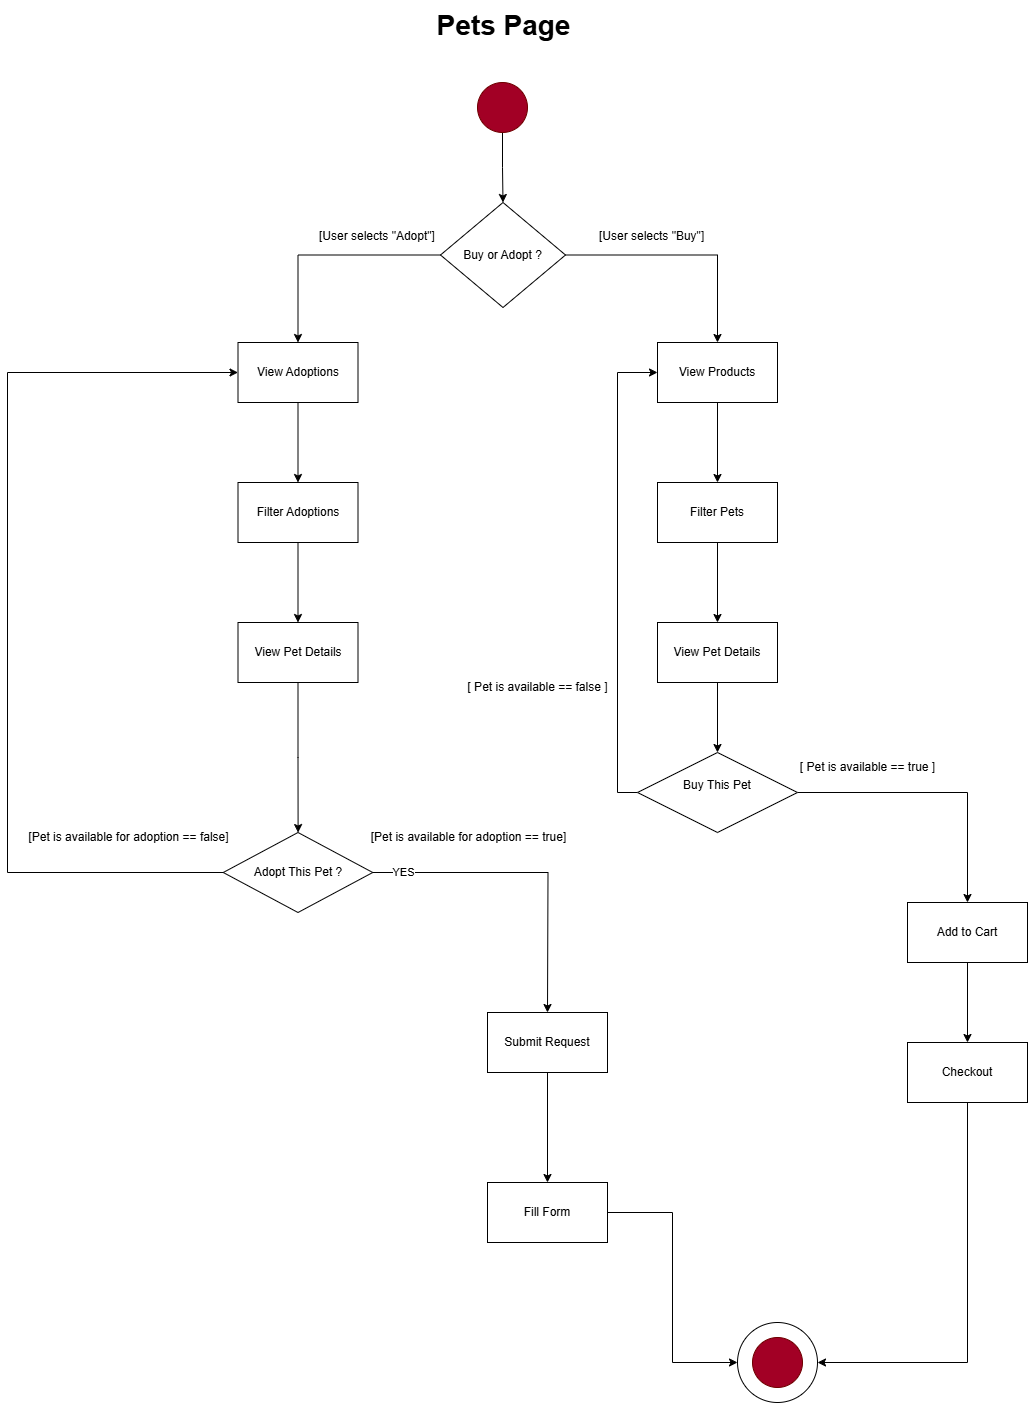 Pets Page
[User selects "Adopt"]
[User selects "Buy"]
Buy or Adopt ?
View Adoptions
View Products
Filter Adoptions
Filter Pets
View Pet Details
View Pet Details
[ Pet is available == false ]
[ Pet is available == true ]
Buy This Pet
[Pet is available for adoption == false]
[Pet is available for adoption == true]
Adopt This Pet ?
YES
Add to Cart
Submit Request
Checkout
Fill Form